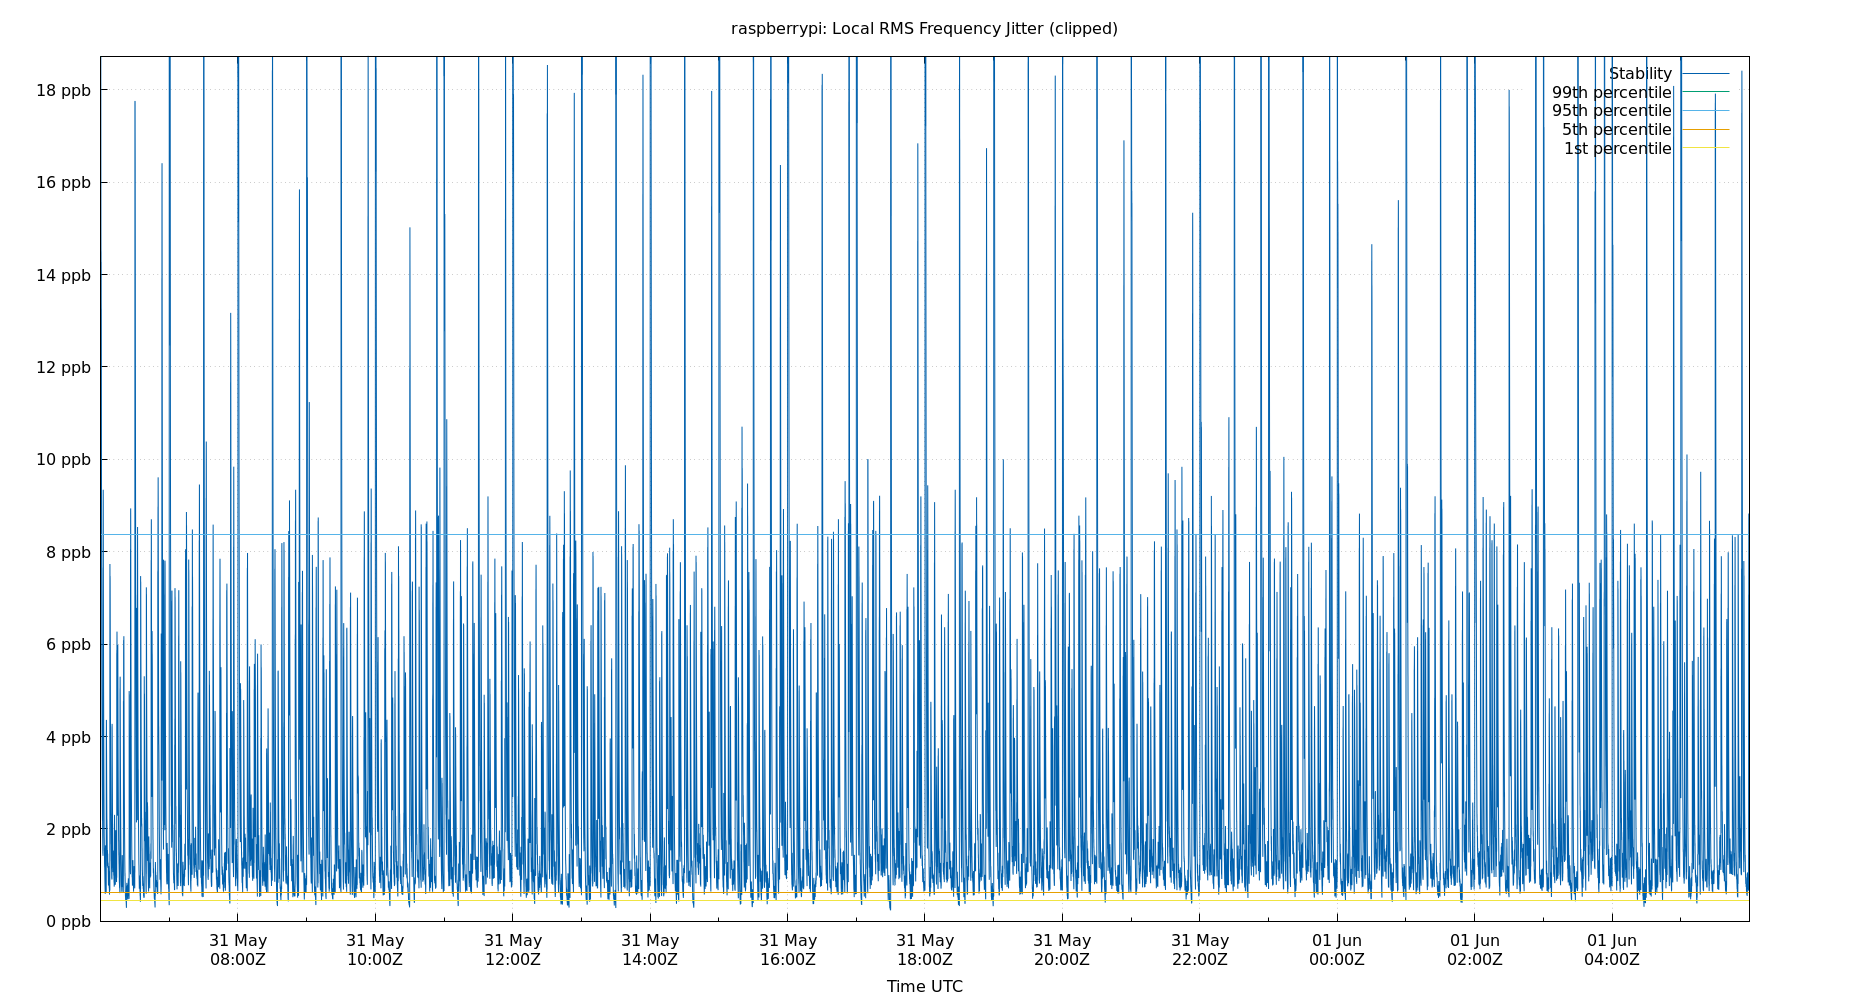 raspberrypi: Local RMS Frequency Jitter (clipped)
Stability
99th percentile
95th percentile
5th percentile
1st percentile
18 ppb
16 ppb
14 ppb
12 ppb
10 ppb
8 ppb
6 ppb
4 ppb
2 ppb
0 ppb
31 May 31 May 31 May 31 May 31 May 31 May 31 May 31 May 01 Jun 01 Jun 01 Jun
08:00Z 10:00Z 12:00Z 14:00Z 16:00Z 18:00Z 20:00Z 22:00Z 00:00Z 02:00Z 04:00Z
Time UTC